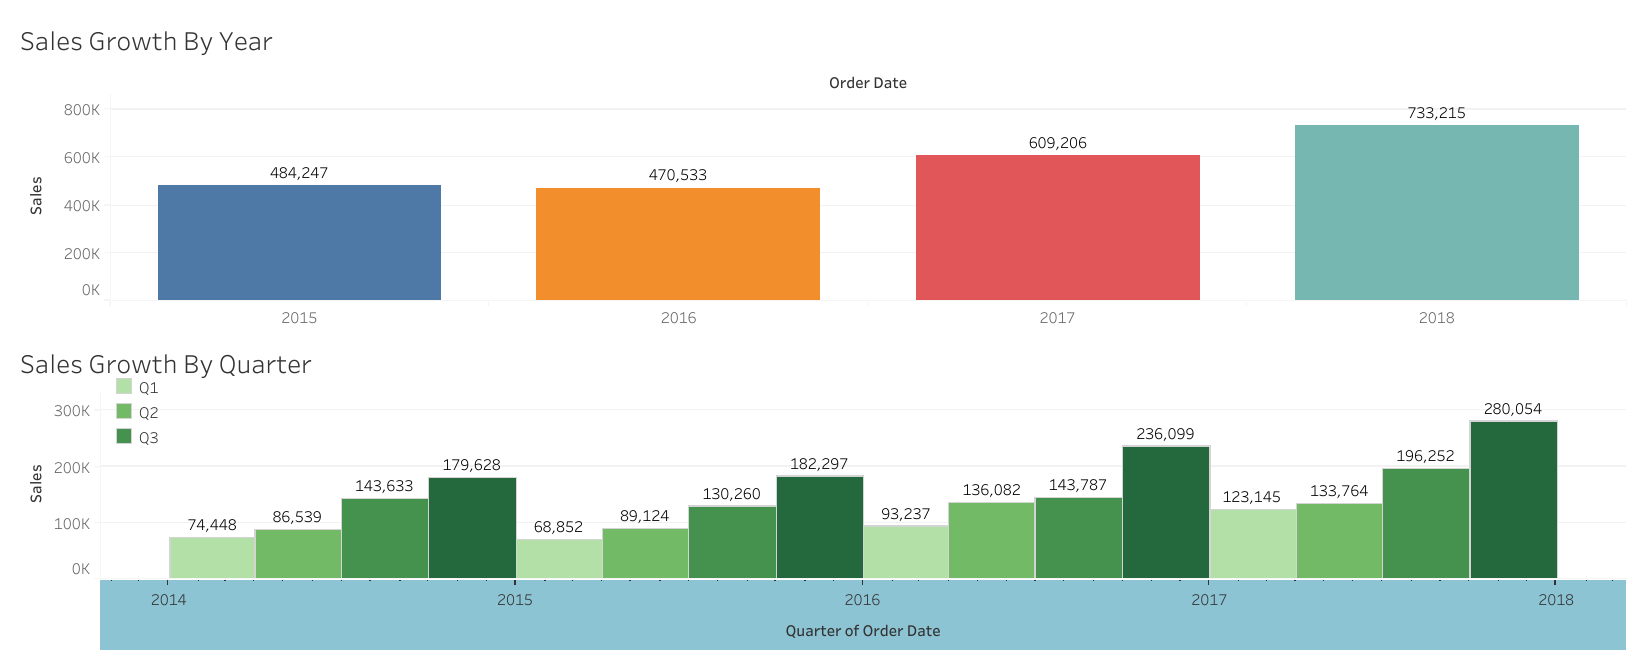 Sales Growth By Year
Order Date
800K
600K
400K
200K
0K
Sales
484,247
470,533
609,206
733,215
2015
2016
2017
2018
Sales Growth By Quarter
Q1
Q2
Q3
300K
200K
100K
0K
Sales
74,448
86,539
143,633
179,628
68,852
89,124
130,260
182,297
93,237
136,082
143,787
236,099
123,145
133,764
196,252
280,054
2014
2015
2016
2017
2018
Quarter of Order Date